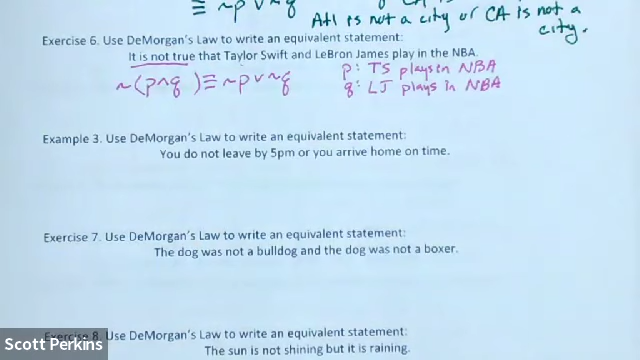 ≡ ~p ∨ ~q
Atl is not a city or CA is not a
city.
Exercise 6. Use DeMorgan's Law to write an equivalent statement:
It is not true that Taylor Swift and LeBron James play in the NBA.
~(p∧q) ≡ ~p ∨ ~q
p: TS plays in NBA
q: LJ plays in NBA
Example 3. Use DeMorgan's Law to write an equivalent statement:
You do not leave by 5pm or you arrive home on time.
Exercise 7. Use DeMorgan's Law to write an equivalent statement:
The dog was not a bulldog and the dog was not a boxer.
Exercise 8. Use DeMorgan's Law to write an equivalent statement:
The sun is not shining but it is raining.
Scott Perkins